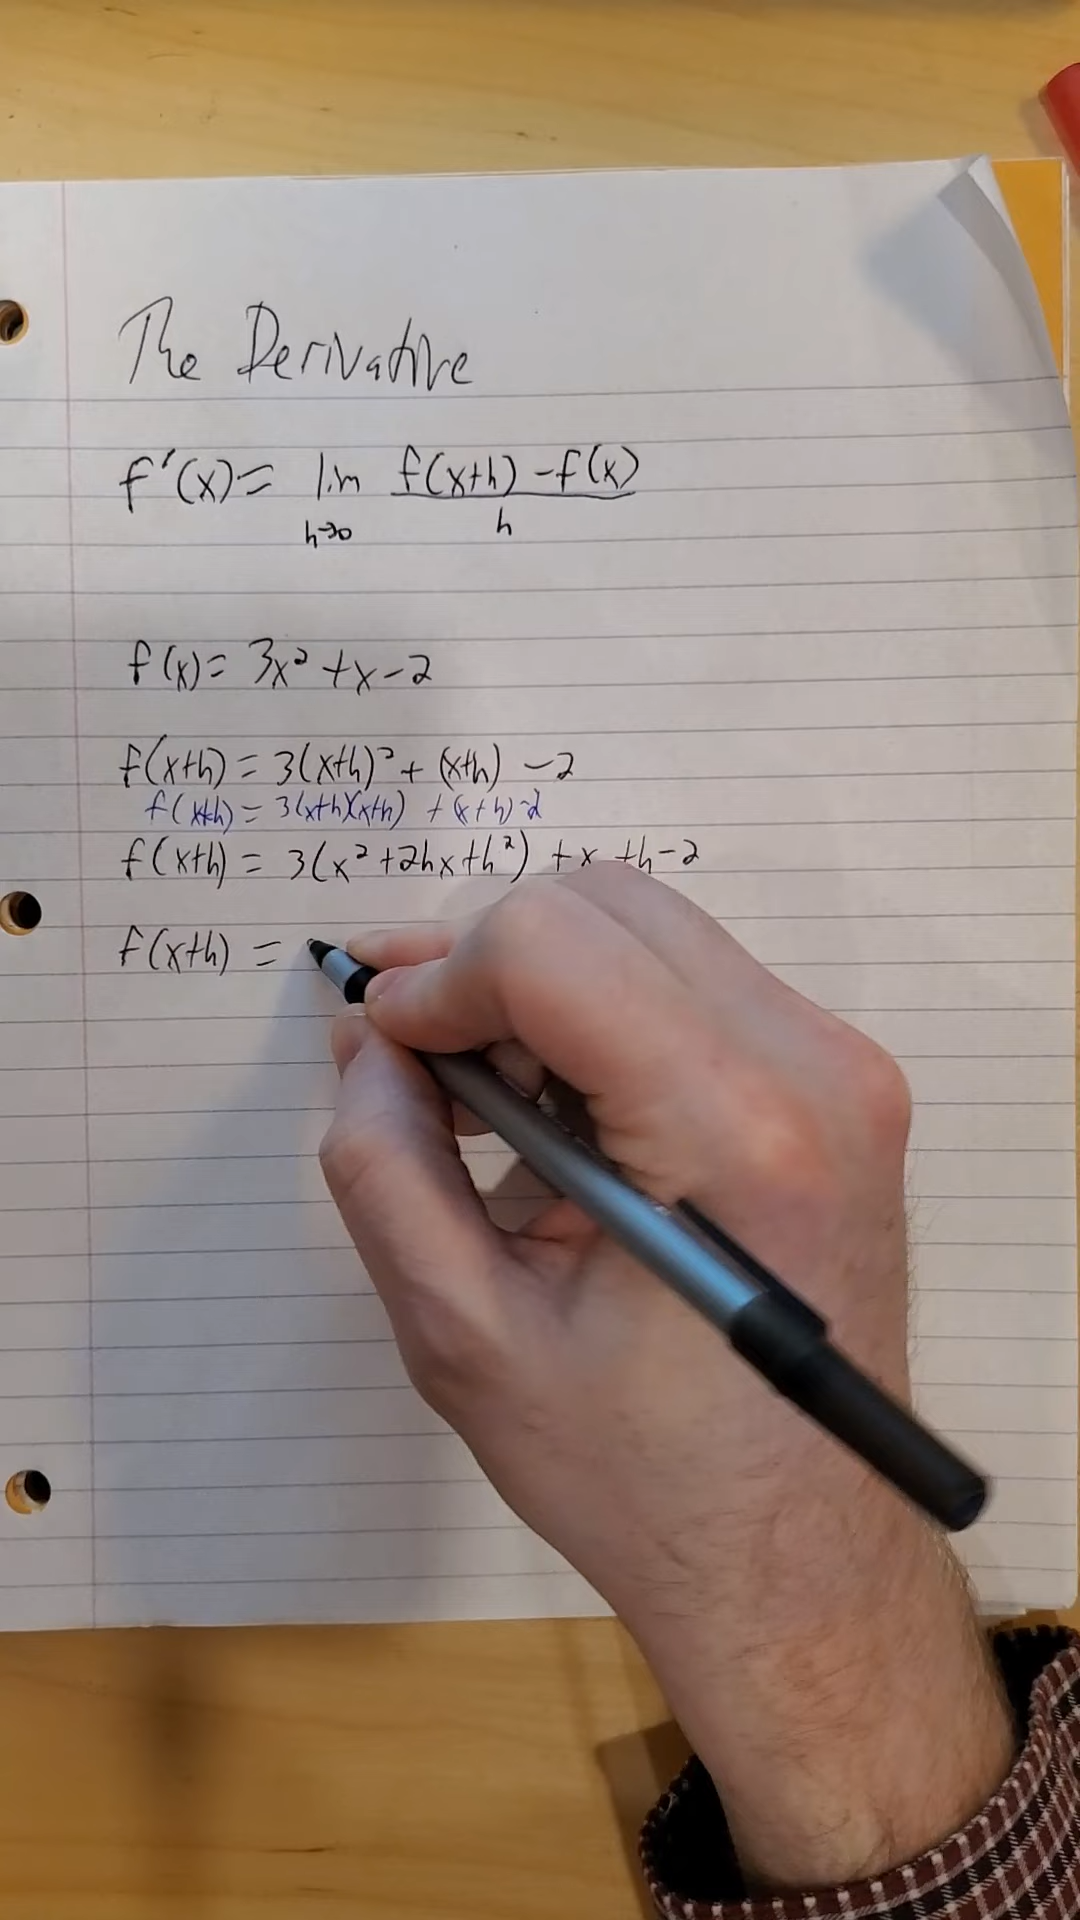 The Derivative
f'(x) = lim f(x+h) - f(x)
h→0 h
f(x) = 3x² + x - 2
f(x+h) = 3(x+h)² + (x+h) - 2
f(x+h) = 3(x+h)(x+h) + (x+h) - 2
f(x+h) = 3(x² + 2hx + h²) + x + h - 2
f(x+h) =